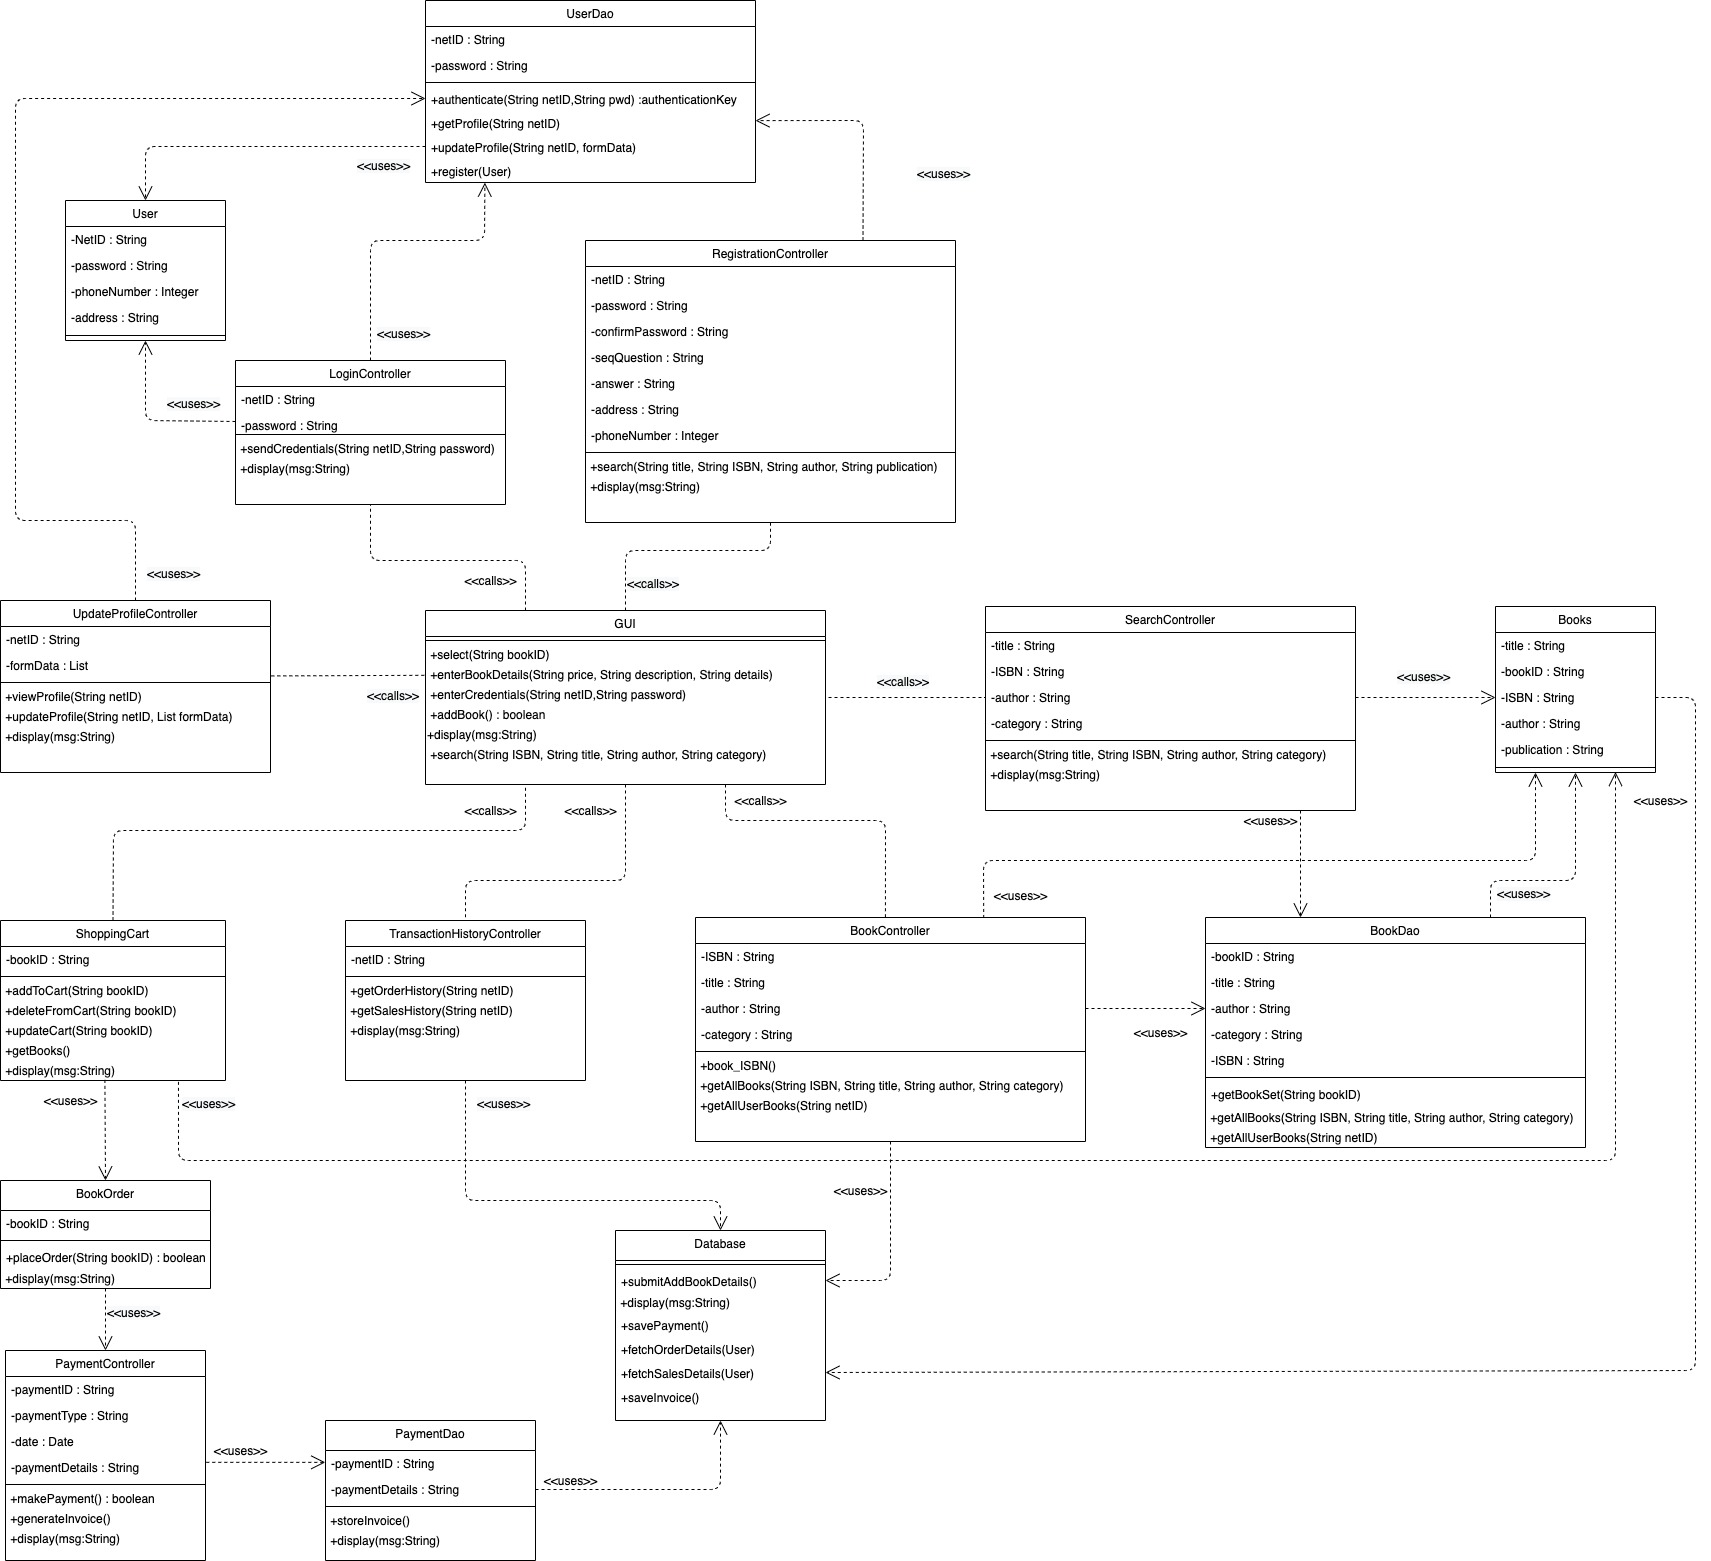 UserDao
-netID : String
-password : String
+authenticate(String netID,String pwd) :authenticationKey
+getProfile(String netID)
+updateProfile(String netID, formData)
+register(User)
<<uses>>
<<uses>>
User
-NetID : String
-password : String
-phoneNumber : Integer
-address : String
RegistrationController
-netID : String
-password : String
-confirmPassword : String
-seqQuestion : String
-answer : String
-address : String
-phoneNumber : Integer
+search(String title, String ISBN, String author, String publication)
+display(msg:String)
<<uses>>
<<uses>>
LoginController
-netID : String
-password : String
+sendCredentials(String netID,String password)
+display(msg:String)
<<uses>>
<<calls>>
<<calls>>
UpdateProfileController
-netID : String
-formData : List
+viewProfile(String netID)
+updateProfile(String netID, List formData)
+display(msg:String)
<<calls>>
GUI
+select(String bookID)
+enterBookDetails(String price, String description, String details)
+enterCredentials(String netID,String password)
+addBook() : boolean
+display(msg:String)
+search(String ISBN, String title, String author, String category)
<<calls>>
SearchController
-title : String
-ISBN : String
-author : String
-category : String
+search(String title, String ISBN, String author, String category)
+display(msg:String)
<<uses>>
Books
-title : String
-bookID : String
-ISBN : String
-author : String
-publication : String
<<calls>>
<<calls>>
<<calls>>
<<uses>>
<<uses>>
<<uses>>
<<uses>>
ShoppingCart
-bookID : String
+addToCart(String bookID)
+deleteFromCart(String bookID)
+updateCart(String bookID)
+getBooks()
+display(msg:String)
TransactionHistoryController
-netID : String
+getOrderHistory(String netID)
+getSalesHistory(String netID)
+display(msg:String)
BookController
-ISBN : String
-title : String
-author : String
-category : String
+book_ISBN()
+getAllBooks(String ISBN, String title, String author, String category)
+getAllUserBooks(String netID)
<<uses>>
BookDao
-bookID : String
-title : String
-author : String
-category : String
-ISBN : String
+getBookSet(String bookID)
+getAllBooks(String ISBN, String title, String author, String category)
+getAllUserBooks(String netID)
<<uses>>
<<uses>>
<<uses>>
BookOrder
-bookID : String
+placeOrder(String bookID) : boolean
+display(msg:String)
<<uses>>
Database
+submitAddBookDetails()
+display(msg:String)
+savePayment()
+fetchOrderDetails(User)
+fetchSalesDetails(User)
+saveInvoice()
<<uses>>
PaymentController
-paymentID : String
-paymentType : String
-date : Date
-paymentDetails : String
+makePayment() : boolean
+generateInvoice()
+display(msg:String)
<<uses>>
PaymentDao
-paymentID : String
-paymentDetails : String
+storeInvoice()
+display(msg:String)
<<uses>>